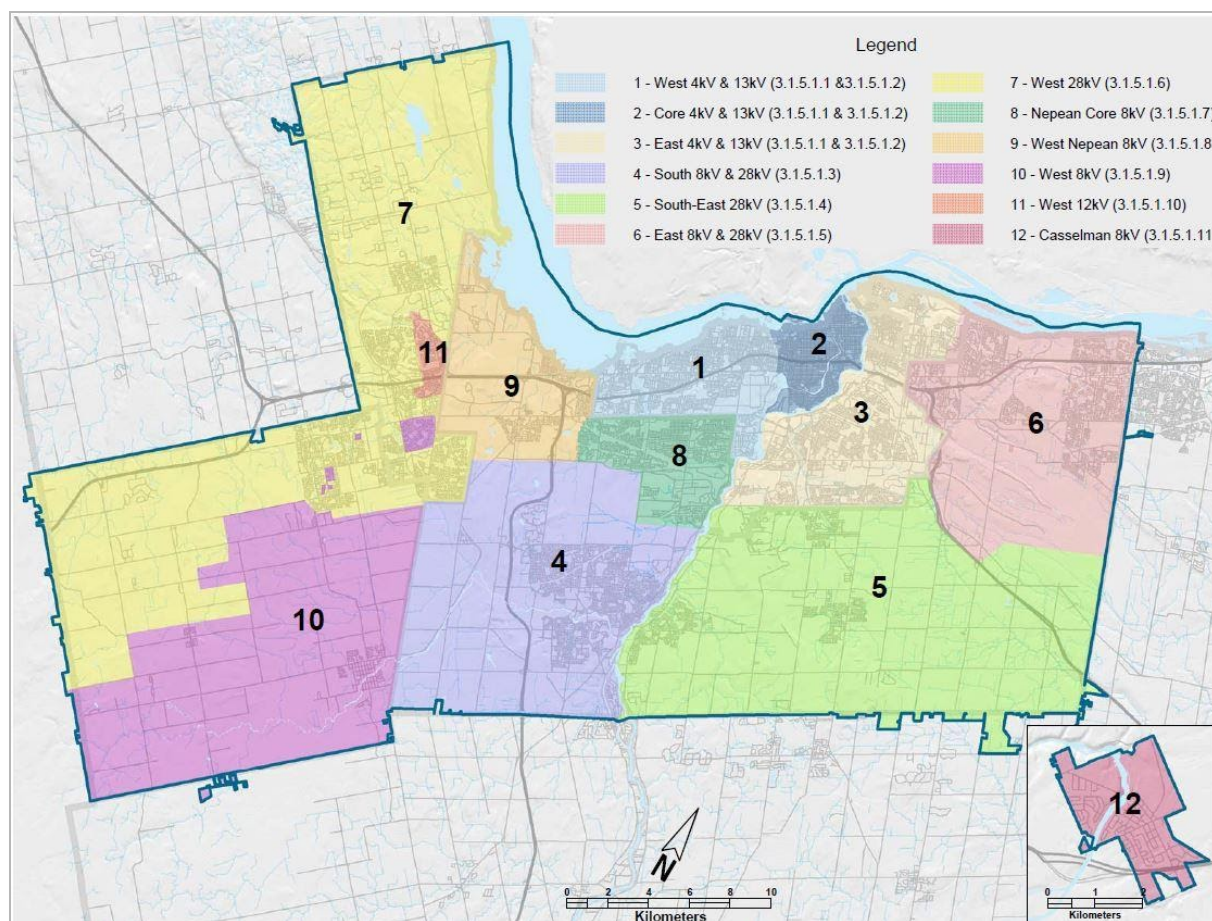 Legend
1 - West 4kV & 13kV (3.1.5.1.1 &3.1.5.1.2)
2 - Core 4kV & 13kV (3.1.5.1.1 & 3.1.5.1.2)
3 - East 4kV & 13kV (3.1.5.1.1 & 3.1.5.1.2)
4 - South 8kV & 28kV (3.1.5.1.3)
5 - South-East 28kV (3.1.5.1.4)
6 - East 8kV & 28kV (3.1.5.1.5)
7 - West 28kV (3.1.5.1.6)
8 - Nepean Core 8kV (3.1.5.1.7)
9 - West Nepean 8kV (3.1.5.1.8
10 - West 8kV (3.1.5.1.9)
11 - West 12kV (3.1.5.1.10)
12 - Casselman 8kV (3.1.5.1.11
7
2
11
1
9
3
6
8
4
5
10
12
N
0 2 4 6 8 10
Kilometers
0 1 2
Kilometers